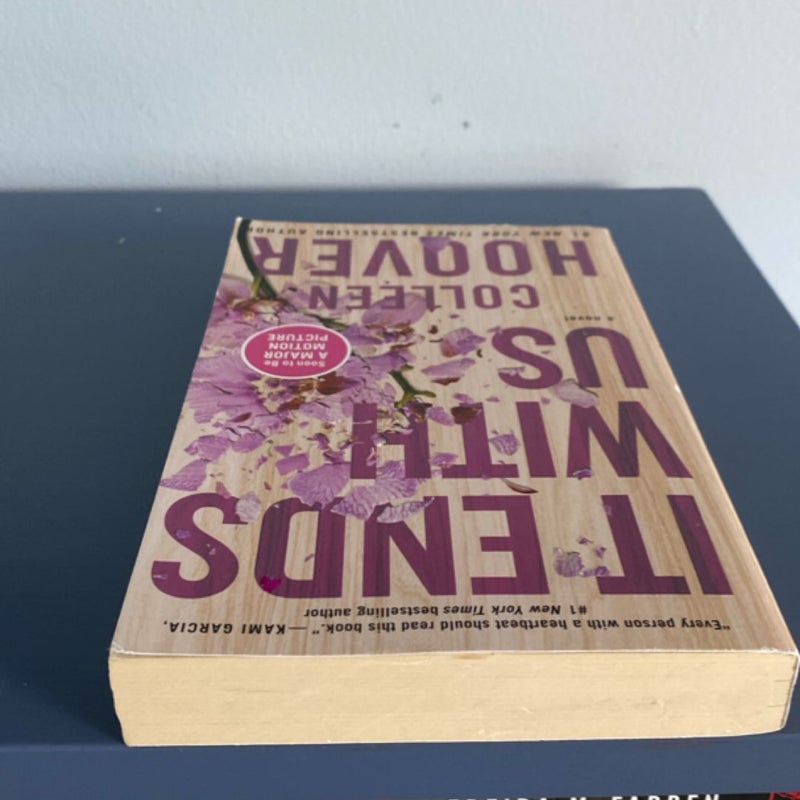 "Every person with a heartbeat should read this book." —KAMI GARCIA,
#1 New York Times bestselling author
IT ENDS
WITH
US
a novel
Soon to Be
A MAJOR
MOTION
PICTURE
COLLEEN
HOOVER
#1 NEW YORK TIMES BESTSELLING AUTHOR
FREIDA M